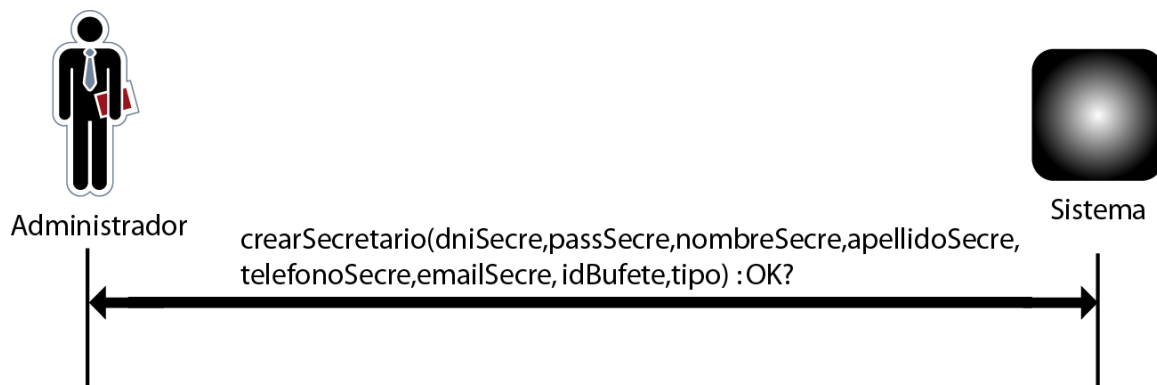 Administrador
Sistema
crearSecretario(dniSecre,passSecre,nombreSecre,apellidoSecre,
telefonoSecre,emailSecre, idBufete,tipo) : OK?